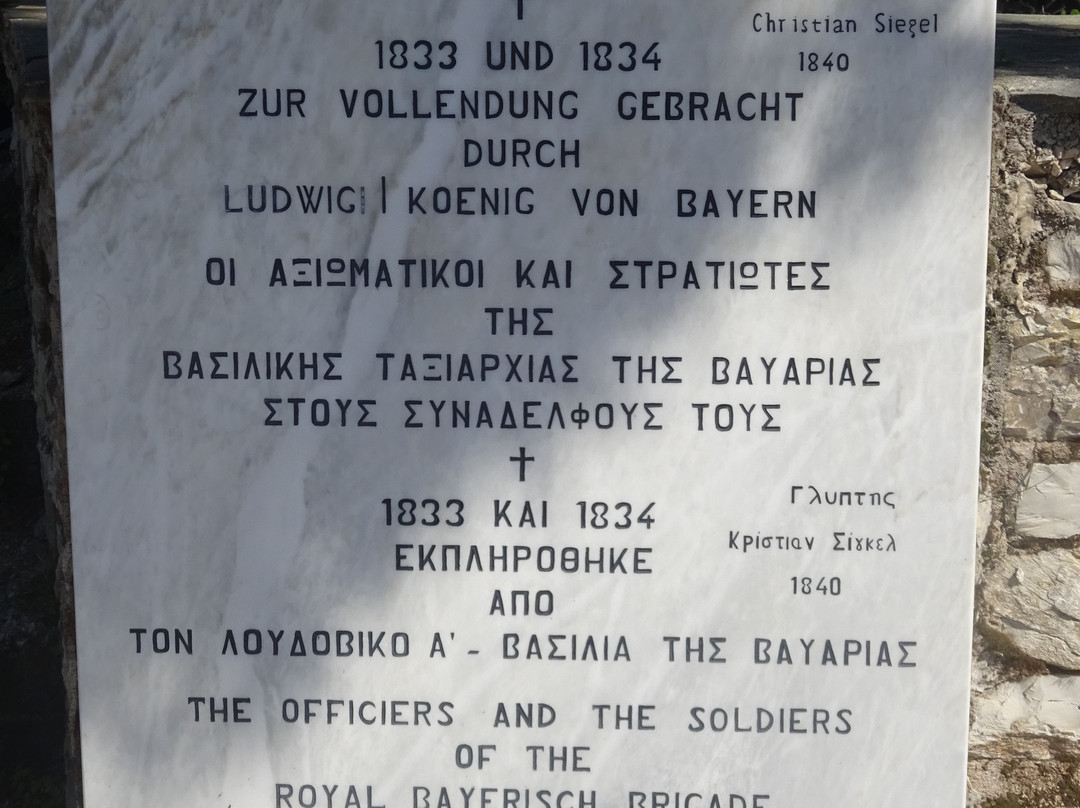 Christian Siegel
1840
†
1833 UND 1834
ZUR VOLLENDUNG GEBRACHT
DURCH
LUDWIG I KOENIG VON BAYERN
ΟΙ ΑΞΙΩΜΑΤΙΚΟΙ ΚΑΙ ΣΤΡΑΤΙΩΤΕΣ
ΤΗΣ
ΒΑΣΙΛΙΚΗΣ ΤΑΞΙΑΡΧΙΑΣ ΤΗΣ ΒΑΥΑΡΙΑΣ
ΣΤΟΥΣ ΣΥΝΑΔΕΛΦΟΥΣ ΤΟΥΣ
†
1833 ΚΑΙ 1834
ΕΚΠΛΗΡΟΘΗΚΕ
ΑΠΟ
ΤΟΝ ΛΟΥΔΟΒΙΚΟ Α' - ΒΑΣΙΛΙΑ ΤΗΣ ΒΑΥΑΡΙΑΣ
Γλυπτης
Κρίστιαν Σίγκελ
1840
THE OFFICIERS AND THE SOLDIERS
OF THE
ROYAL BAYERISCH BRIGADE